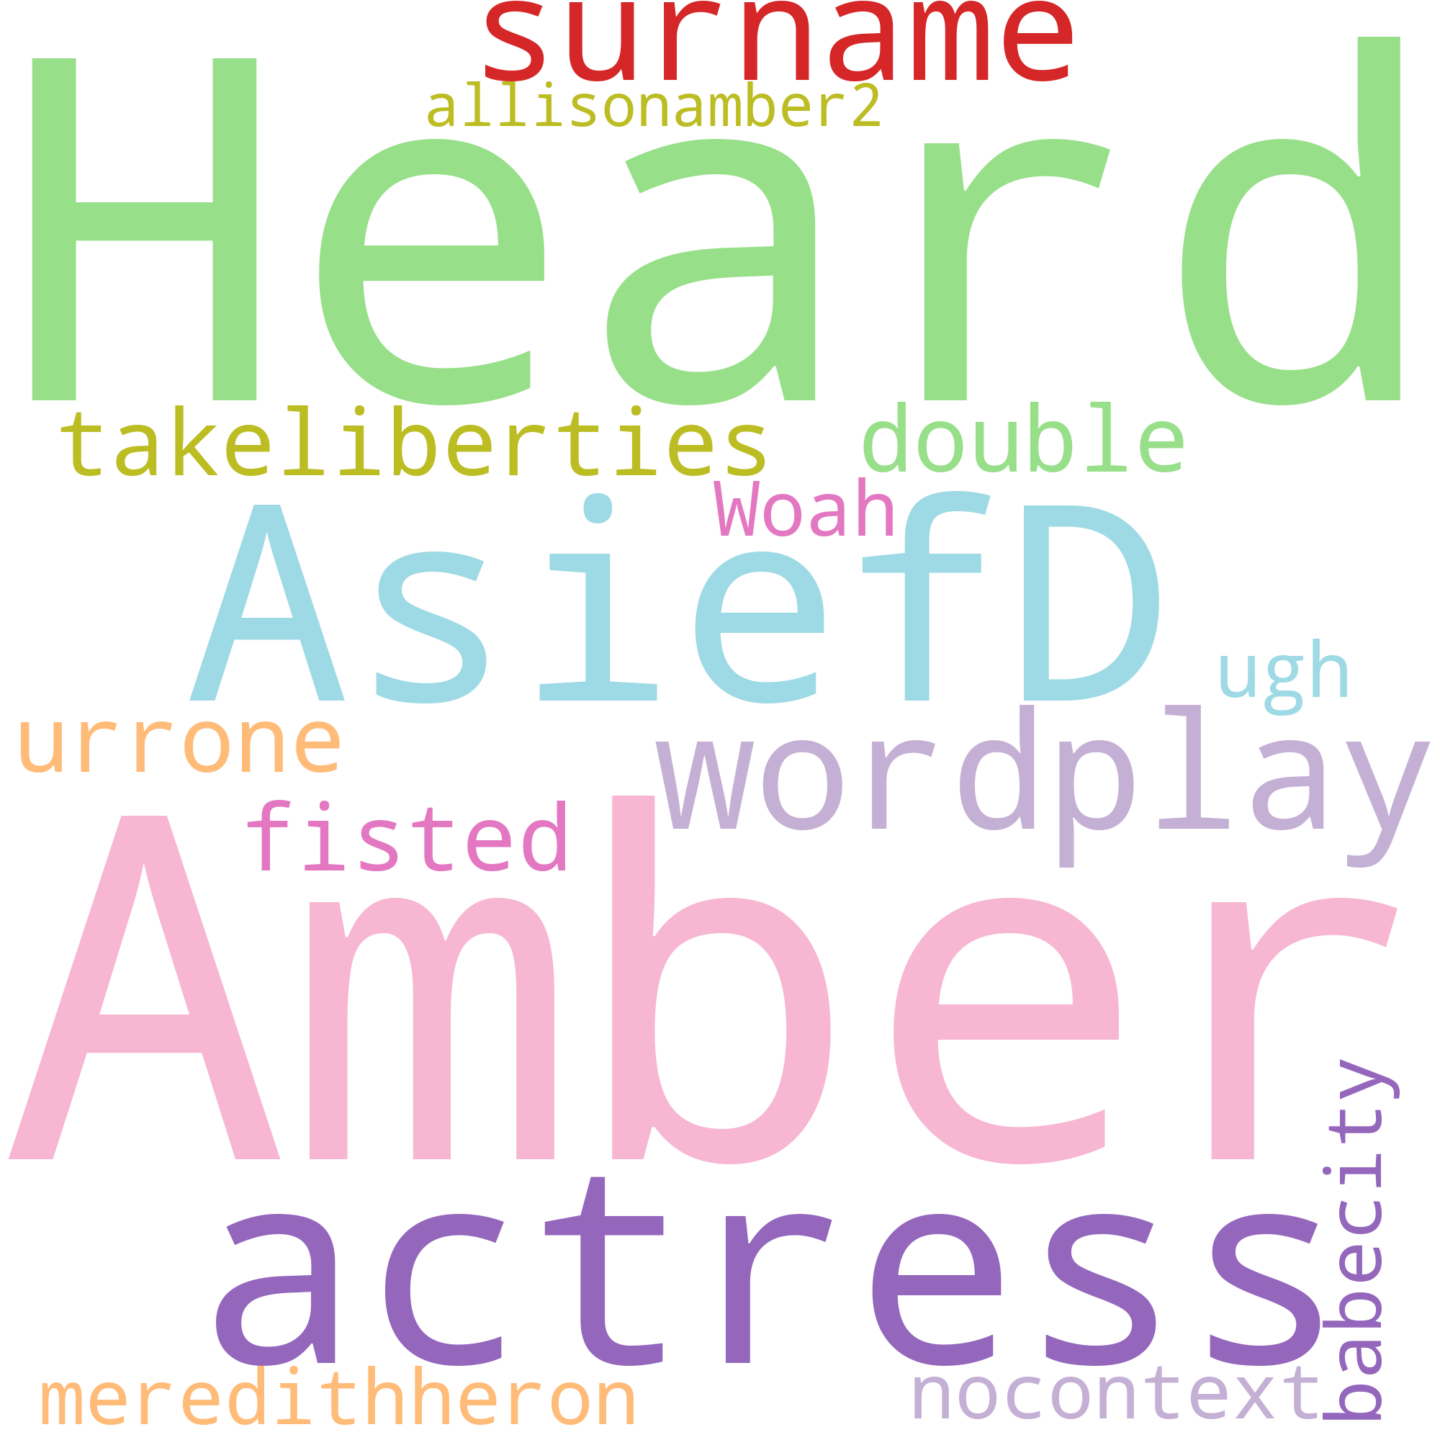 surname
allisonamber2
Heard
takeliberties
double
Woah
AsiefD
ugh
urrone
wordplay
fisted
Amber
babecity
actress
meredithheron
nocontext